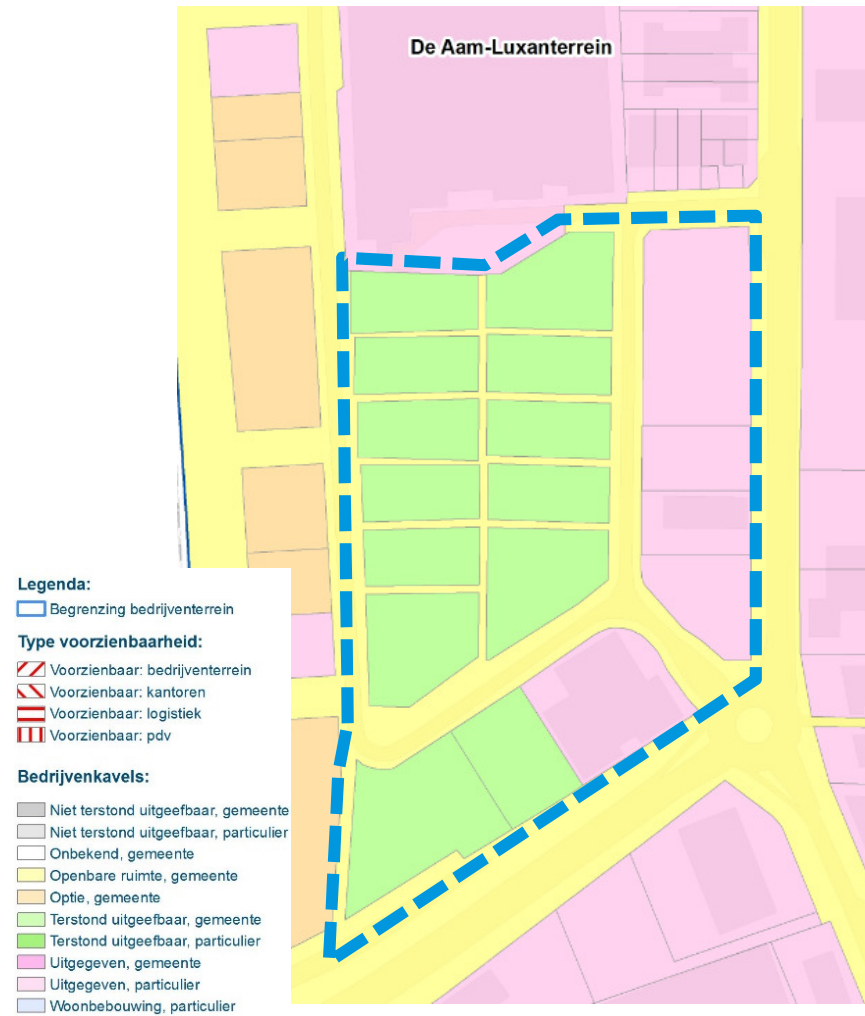 De Aam-Luxanterrein
Legenda:
Begrenzing bedrijventerrein
Type voorzienbaarheid:
Voorzienbaar: bedrijventerrein
Voorzienbaar: kantoren
Voorzienbaar: logistiek
Voorzienbaar: pdv
Bedrijvenkavels:
Niet terstond uitgeefbaar, gemeente
Niet terstond uitgeefbaar, particulier
Onbekend, gemeente
Openbare ruimte, gemeente
Optie, gemeente
Terstond uitgeefbaar, gemeente
Terstond uitgeefbaar, particulier
Uitgegeven, gemeente
Uitgegeven, particulier
Woonbebouwing, particulier